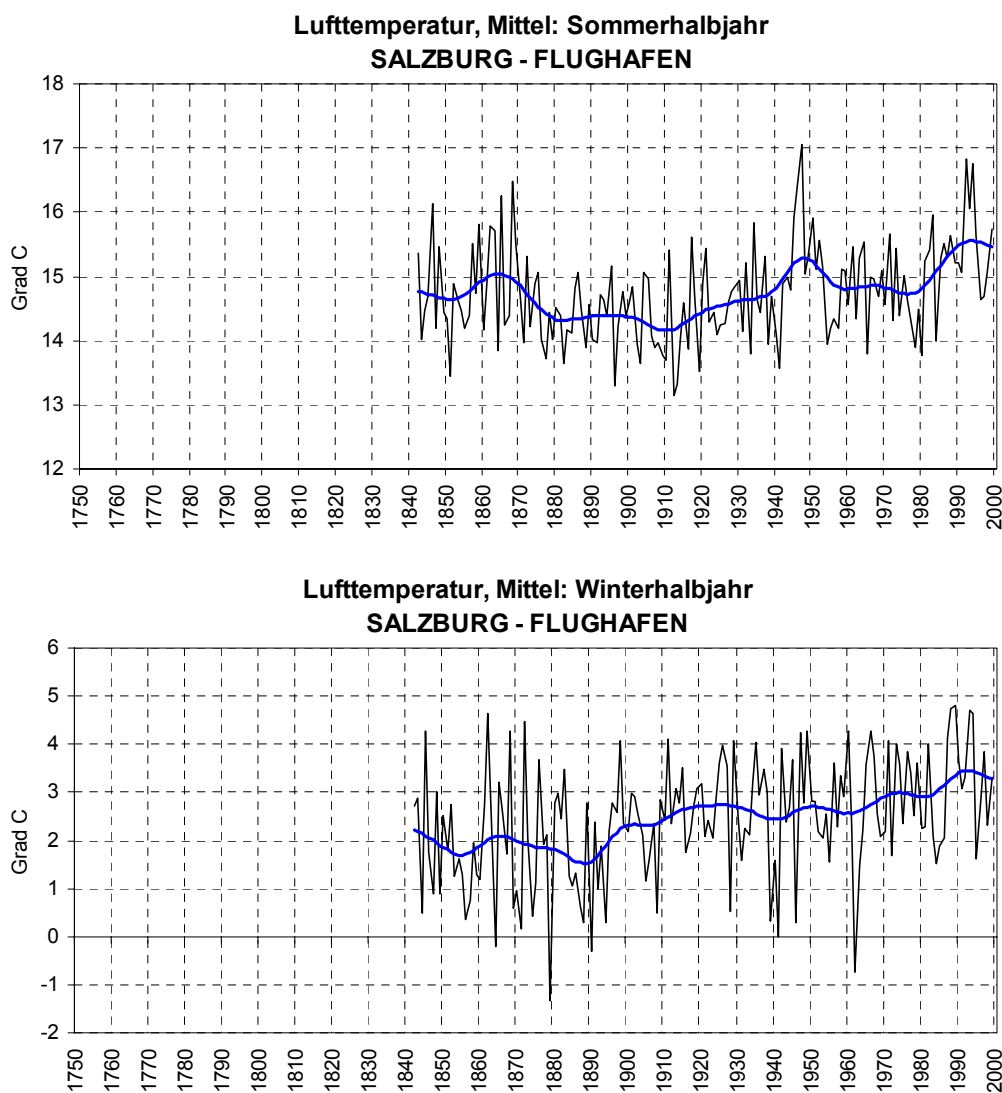 Lufttemperatur, Mittel: Sommerhalbjahr
SALZBURG - FLUGHAFEN
18
17
16
15
14
13
12
Grad C
1750 1760 1770 1780 1790 1800 1810 1820 1830 1840 1850 1860 1870 1880 1890 1900 1910 1920 1930 1940 1950 1960 1970 1980 1990 2000
Lufttemperatur, Mittel: Winterhalbjahr
SALZBURG - FLUGHAFEN
6
5
4
3
2
1
0
-1
-2
Grad C
1750 1760 1770 1780 1790 1800 1810 1820 1830 1840 1850 1860 1870 1880 1890 1900 1910 1920 1930 1940 1950 1960 1970 1980 1990 2000